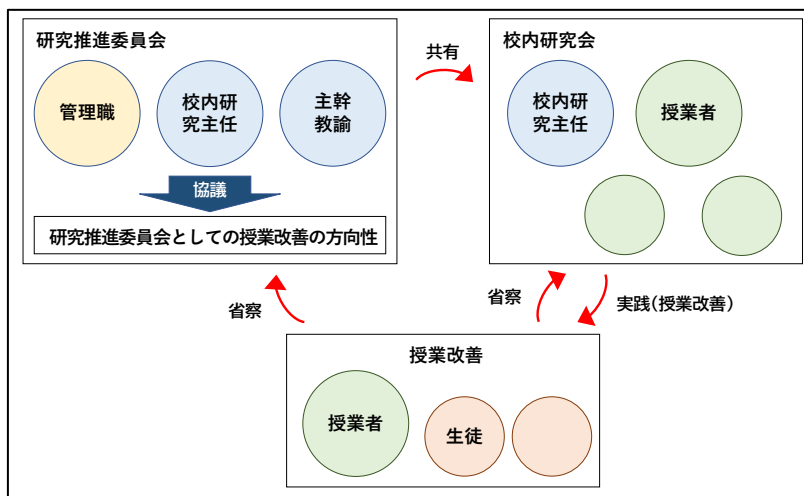 研究推進委員会
管理職
校内研
究主任
主幹
教諭
協議
研究推進委員会としての授業改善の方向性
共有
校内研究会
校内研
究主任
授業者
省察
省察
実践(授業改善)
授業改善
授業者
生徒